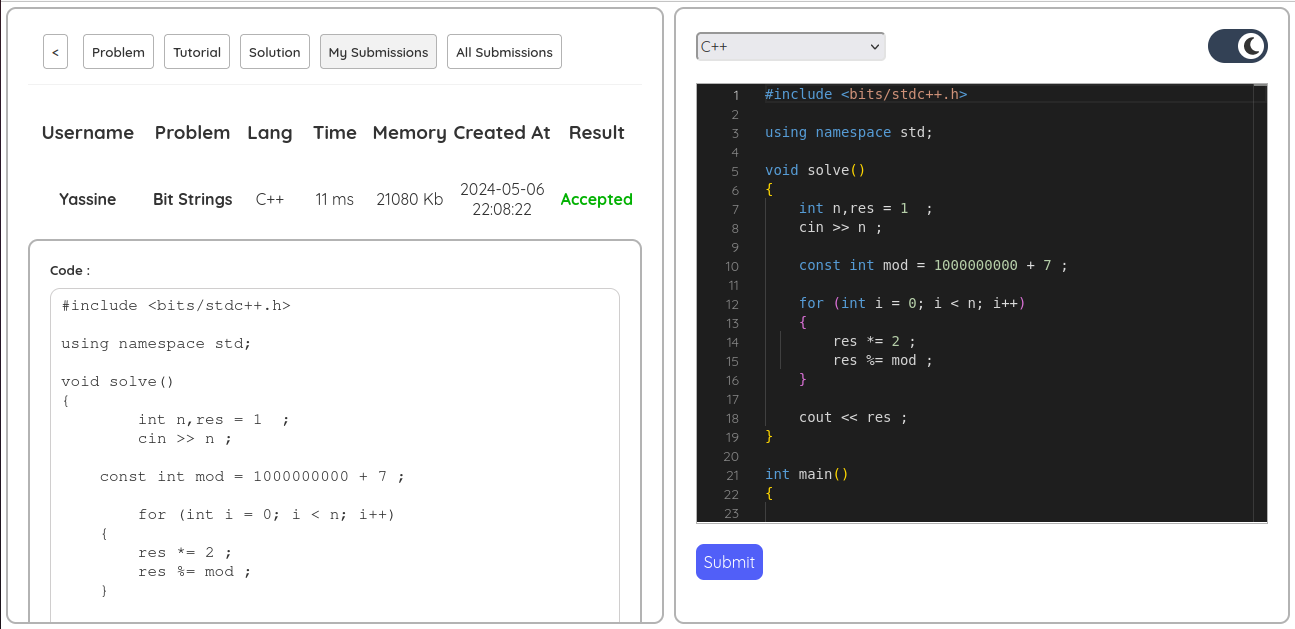 < Problem Tutorial Solution My Submissions All Submissions
Username Problem Lang Time Memory Created At Result
Yassine Bit Strings C++ 11 ms 21080 Kb 2024-05-06 22:08:22 Accepted
Code :
#include <bits/stdc++.h>
using namespace std;
void solve()
{
int n,res = 1  ;
cin >> n ;
const int mod = 1000000000 + 7 ;
for (int i = 0; i < n; i++)
{
res *= 2 ;
res %= mod ;
}
C++
1 #include <bits/stdc++.h>
2
3 using namespace std;
4
5 void solve()
6 {
7 int n,res = 1  ;
8 cin >> n ;
9
10 const int mod = 1000000000 + 7 ;
11
12 for (int i = 0; i < n; i++)
13 {
14 res *= 2 ;
15 res %= mod ;
16 }
17
18 cout << res ;
19 }
20
21 int main()
22 {
23
Submit